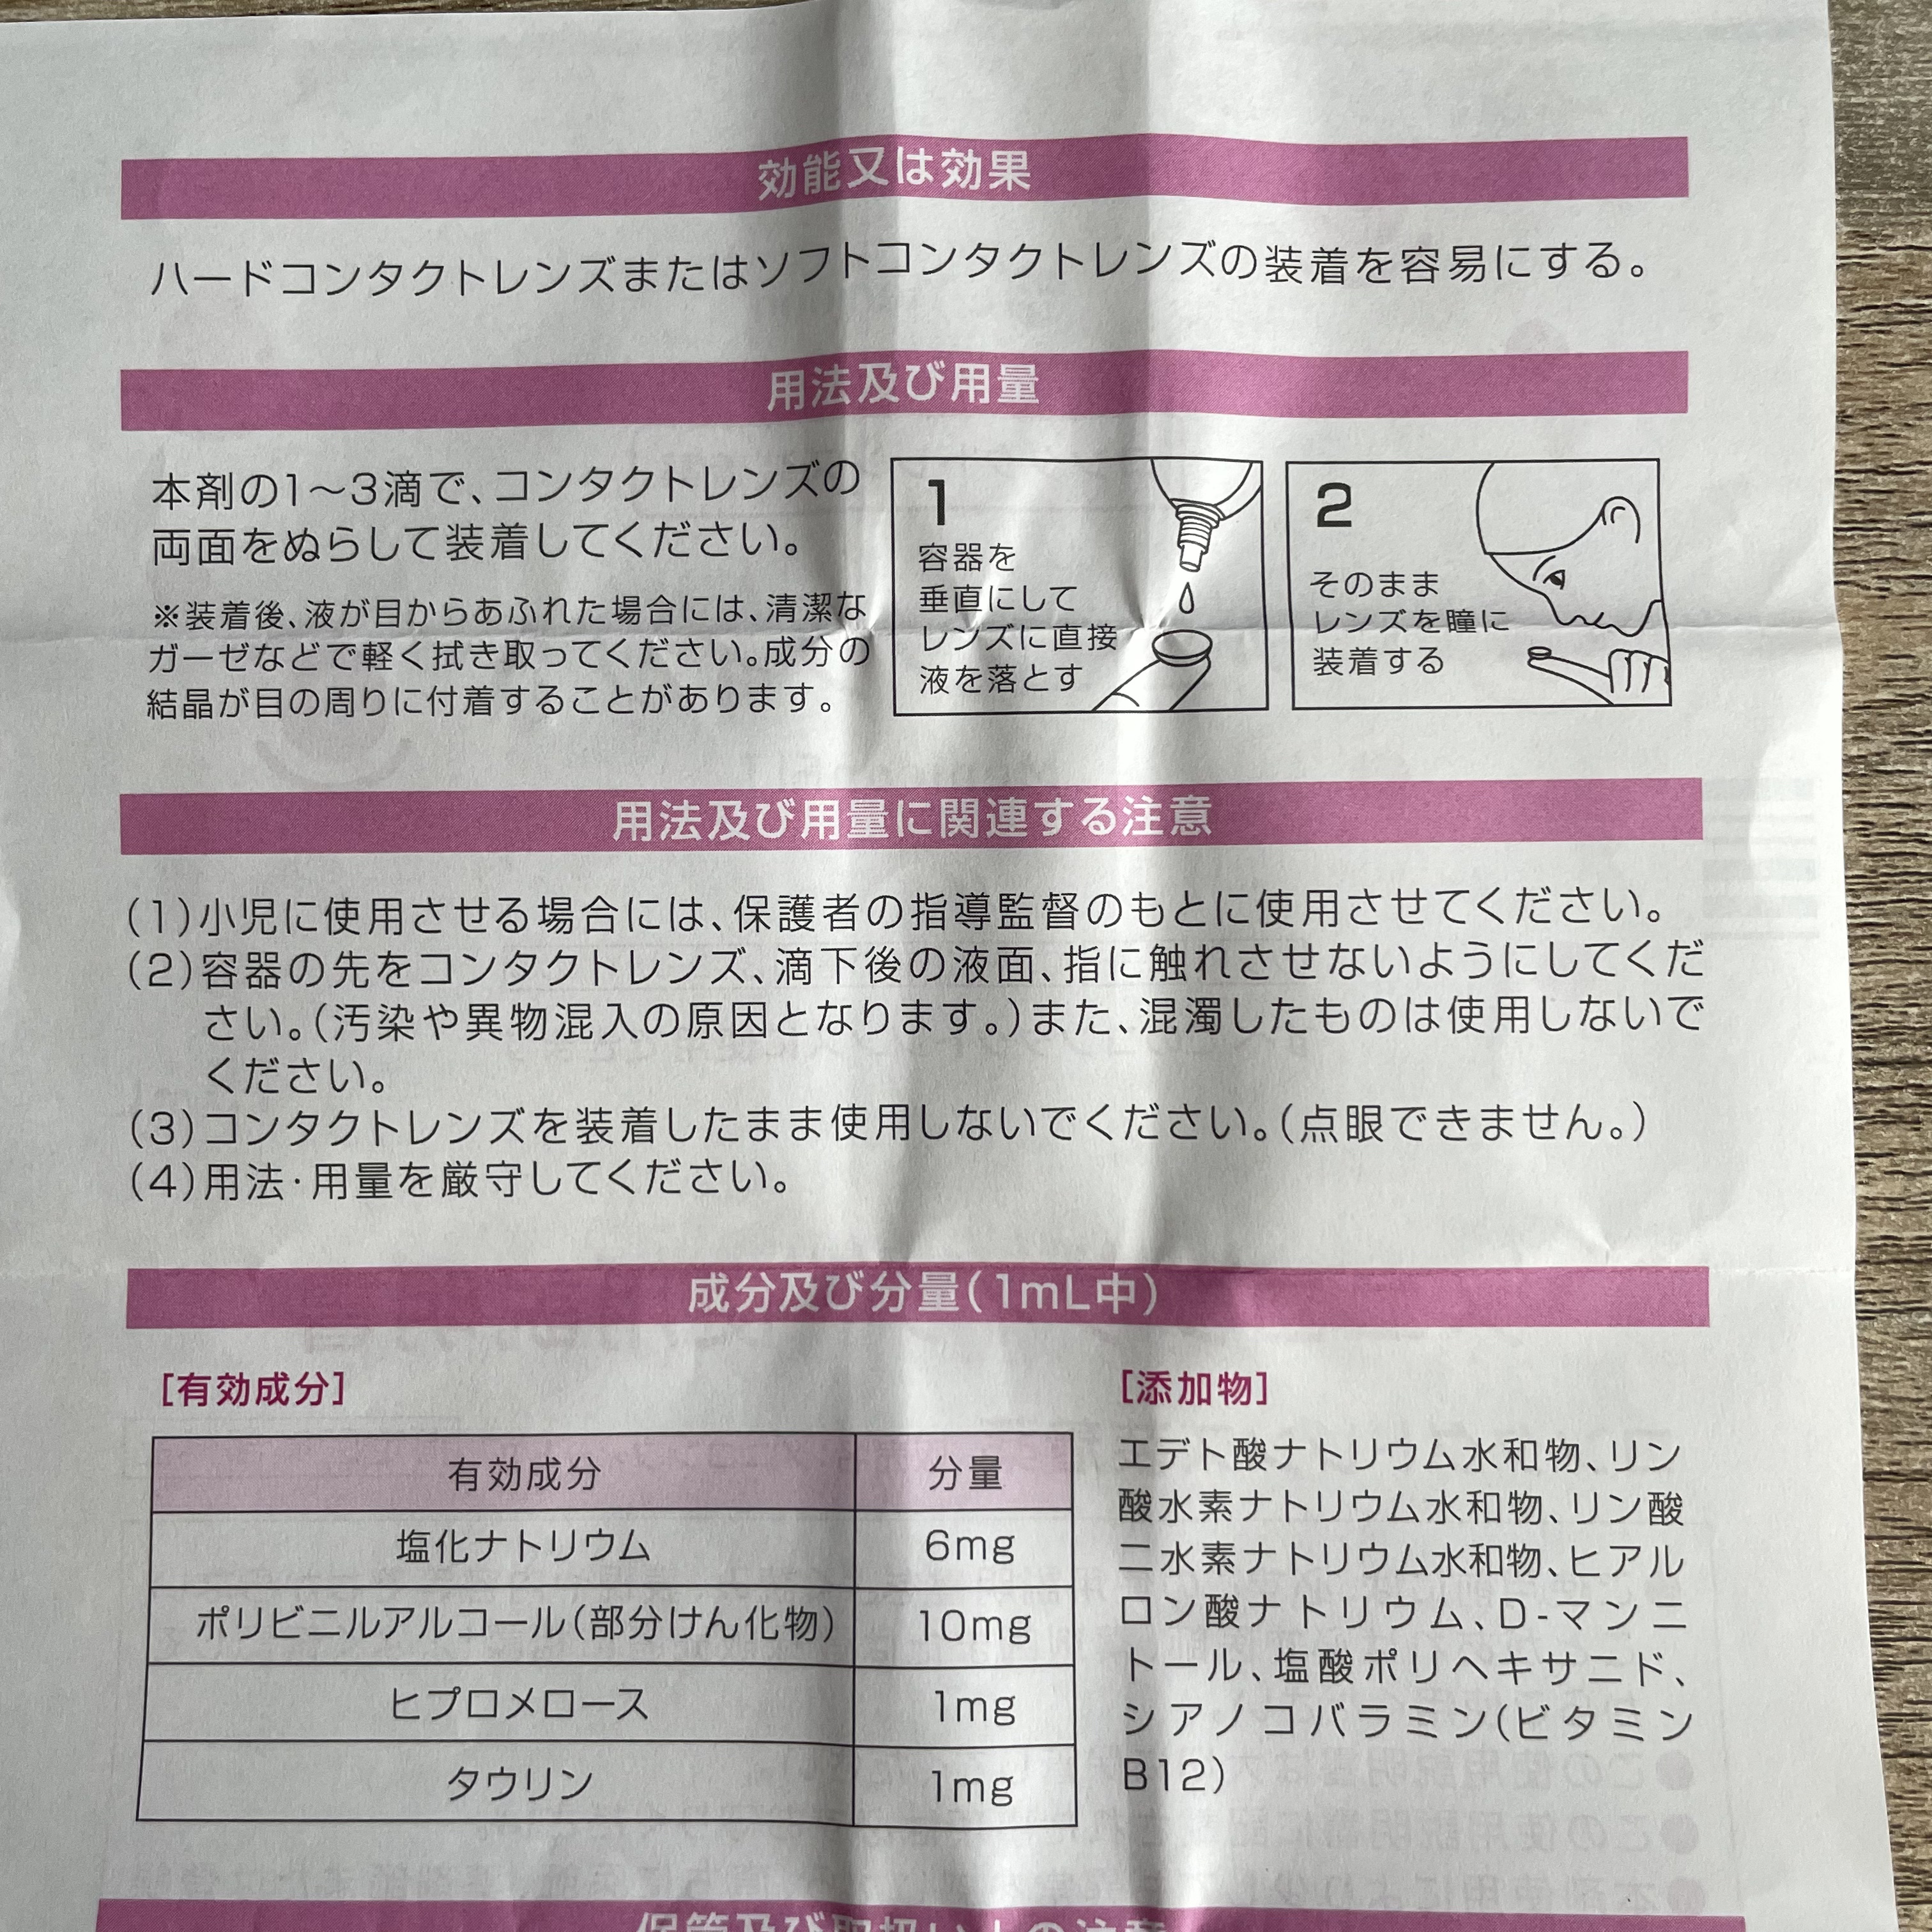 効能又は効果
ハードコンタクトレンズまたはソフトコンタクトレンズの装着を容易にする。
用法及び用量
本剤の1〜3滴で、コンタクトレンズの
両面をぬらして装着してください。
※装着後、液が目からあふれた場合には、清潔な
ガーゼなどで軽く拭き取ってください。成分の
結晶が目の周りに付着することがあります。
1
容器を
垂直にして
レンズに直接
液を落とす
2
そのまま
レンズを瞳に
装着する
用法及び用量に関連する注意
(1)小児に使用させる場合には、保護者の指導監督のもとに使用させてください。
(2)容器の先をコンタクトレンズ、滴下後の液面、指に触れさせないようにしてくだ
さい。(汚染や異物混入の原因となります。)また、混濁したものは使用しないで
ください。
(3)コンタクトレンズを装着したまま使用しないでください。(点眼できません。)
(4)用法・用量を厳守してください。
成分及び分量(1mL中)
[有効成分]
有効成分 分量
塩化ナトリウム 6mg
ポリビニルアルコール(部分けん化物) 10mg
ヒプロメロース 1mg
タウリン 1mg
[添加物]
エデト酸ナトリウム水和物、リン
酸水素ナトリウム水和物、リン酸
二水素ナトリウム水和物、ヒアル
ロン酸ナトリウム、D-マンニ
トール、塩酸ポリヘキサニド、
シアノコバラミン(ビタミン
B12)
保管及び取扱い上の注意